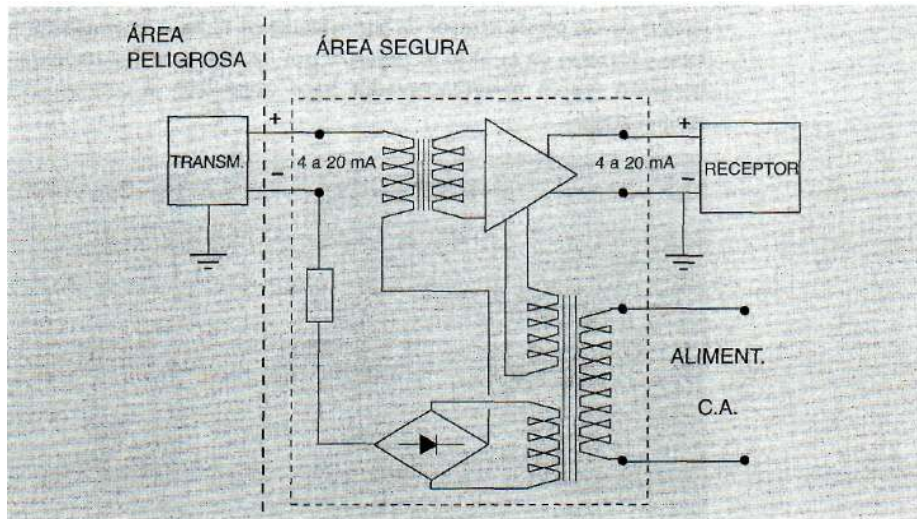 ÁREA
PELIGROSA
ÁREA SEGURA
+
+
TRANSM.
4 a 20 mA
4 a 20 mA
RECEPTOR
–
–
ALIMENT.
C.A.